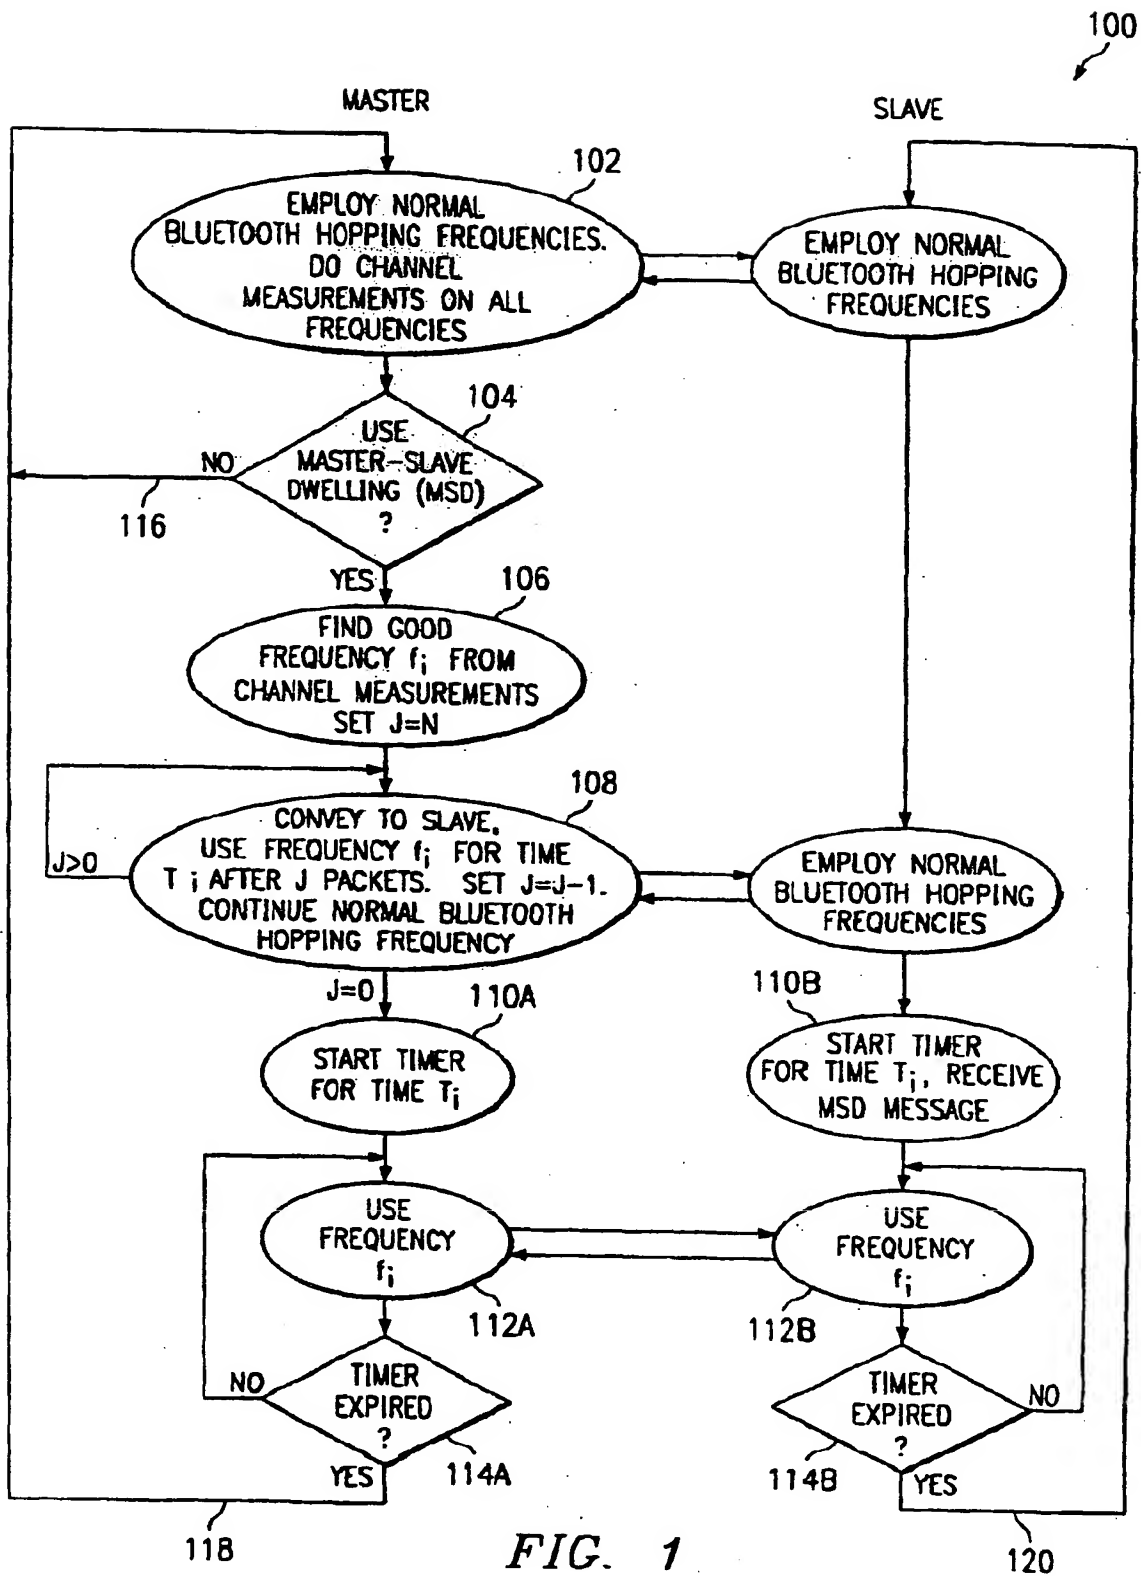 100
MASTER
SLAVE
102
EMPLOY NORMAL
BLUETOOTH HOPPING FREQUENCIES.
DO CHANNEL
MEASUREMENTS ON ALL
FREQUENCIES
EMPLOY NORMAL
BLUETOOTH HOPPING
FREQUENCIES
104
USE
MASTER-SLAVE
DWELLING (MSD)
?
NO
116
YES
106
FIND GOOD
FREQUENCY fi FROM
CHANNEL MEASUREMENTS
SET J=N
108
CONVEY TO SLAVE,
USE FREQUENCY fi FOR TIME
T i AFTER J PACKETS. SET J=J-1.
CONTINUE NORMAL BLUETOOTH
HOPPING FREQUENCY
J>0
EMPLOY NORMAL
BLUETOOTH HOPPING
FREQUENCIES
J=0
110A
START TIMER
FOR TIME Ti
110B
START TIMER
FOR TIME Ti, RECEIVE
MSD MESSAGE
USE
FREQUENCY
fi
112A
USE
FREQUENCY
fi
112B
TIMER
EXPIRED
?
NO
YES
114A
TIMER
EXPIRED
?
NO
YES
114B
118
120
FIG. 1